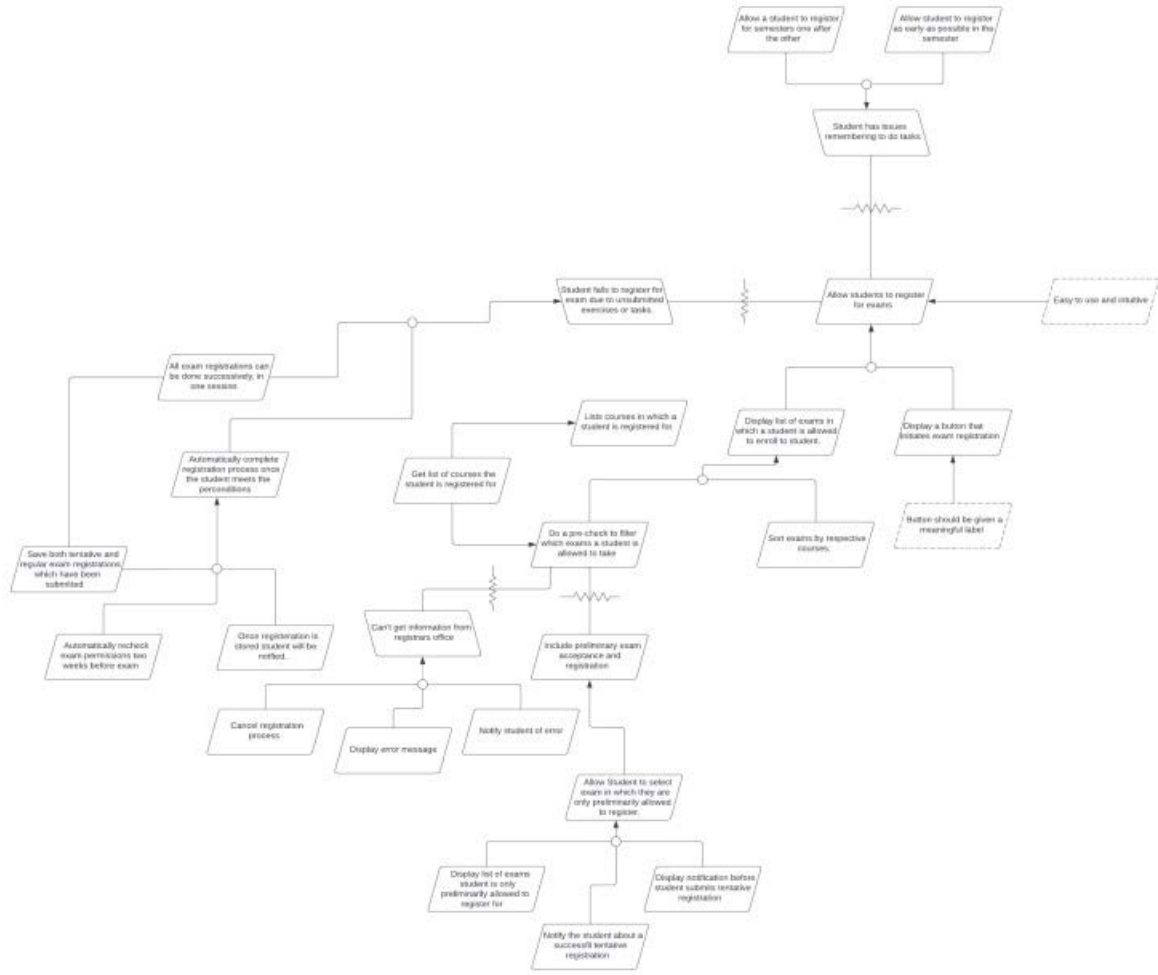 Allow a student to register
for semesters one after
the other
Allow student to register
as early as possible in the
semester
Student has issues
remembering to do tasks
Student fails to register for
exam due to unsubmitted
exercises or tasks.
Allow students to register
for exams
Easy to use and intuitive
All exam registrations can
be done successively, in
one session
Lists courses in which a
student is registered for
Display list of exams in
which a student is allowed
to enroll to student.
Display a button that
initiates exam registration
Automatically complete
registration process once
the student meets the
perconditions
Get list of courses the
student is registered for
Button should be given a
meaningful label
Do a pre-check to filter
which exams a student is
allowed to take
Sort exams by respective
courses.
Save both tentative and
regular exam registrations
which have been
submitted
Can't get information from
registrars office
Automatically recheck
exam permissions two
weeks before exam
Once registeration is
stored student will be
notified.
Include preliminary exam
acceptance and
registration
Cancel registration
process
Display error message
Notify student of error
Allow Student to select
exam in which they are
only preliminarily allowed
to register.
Display list of exams
student is only
preliminarily allowed to
register for
Display notification before
student submits tentative
registration
Notify the student about a
successfil tentative
registration